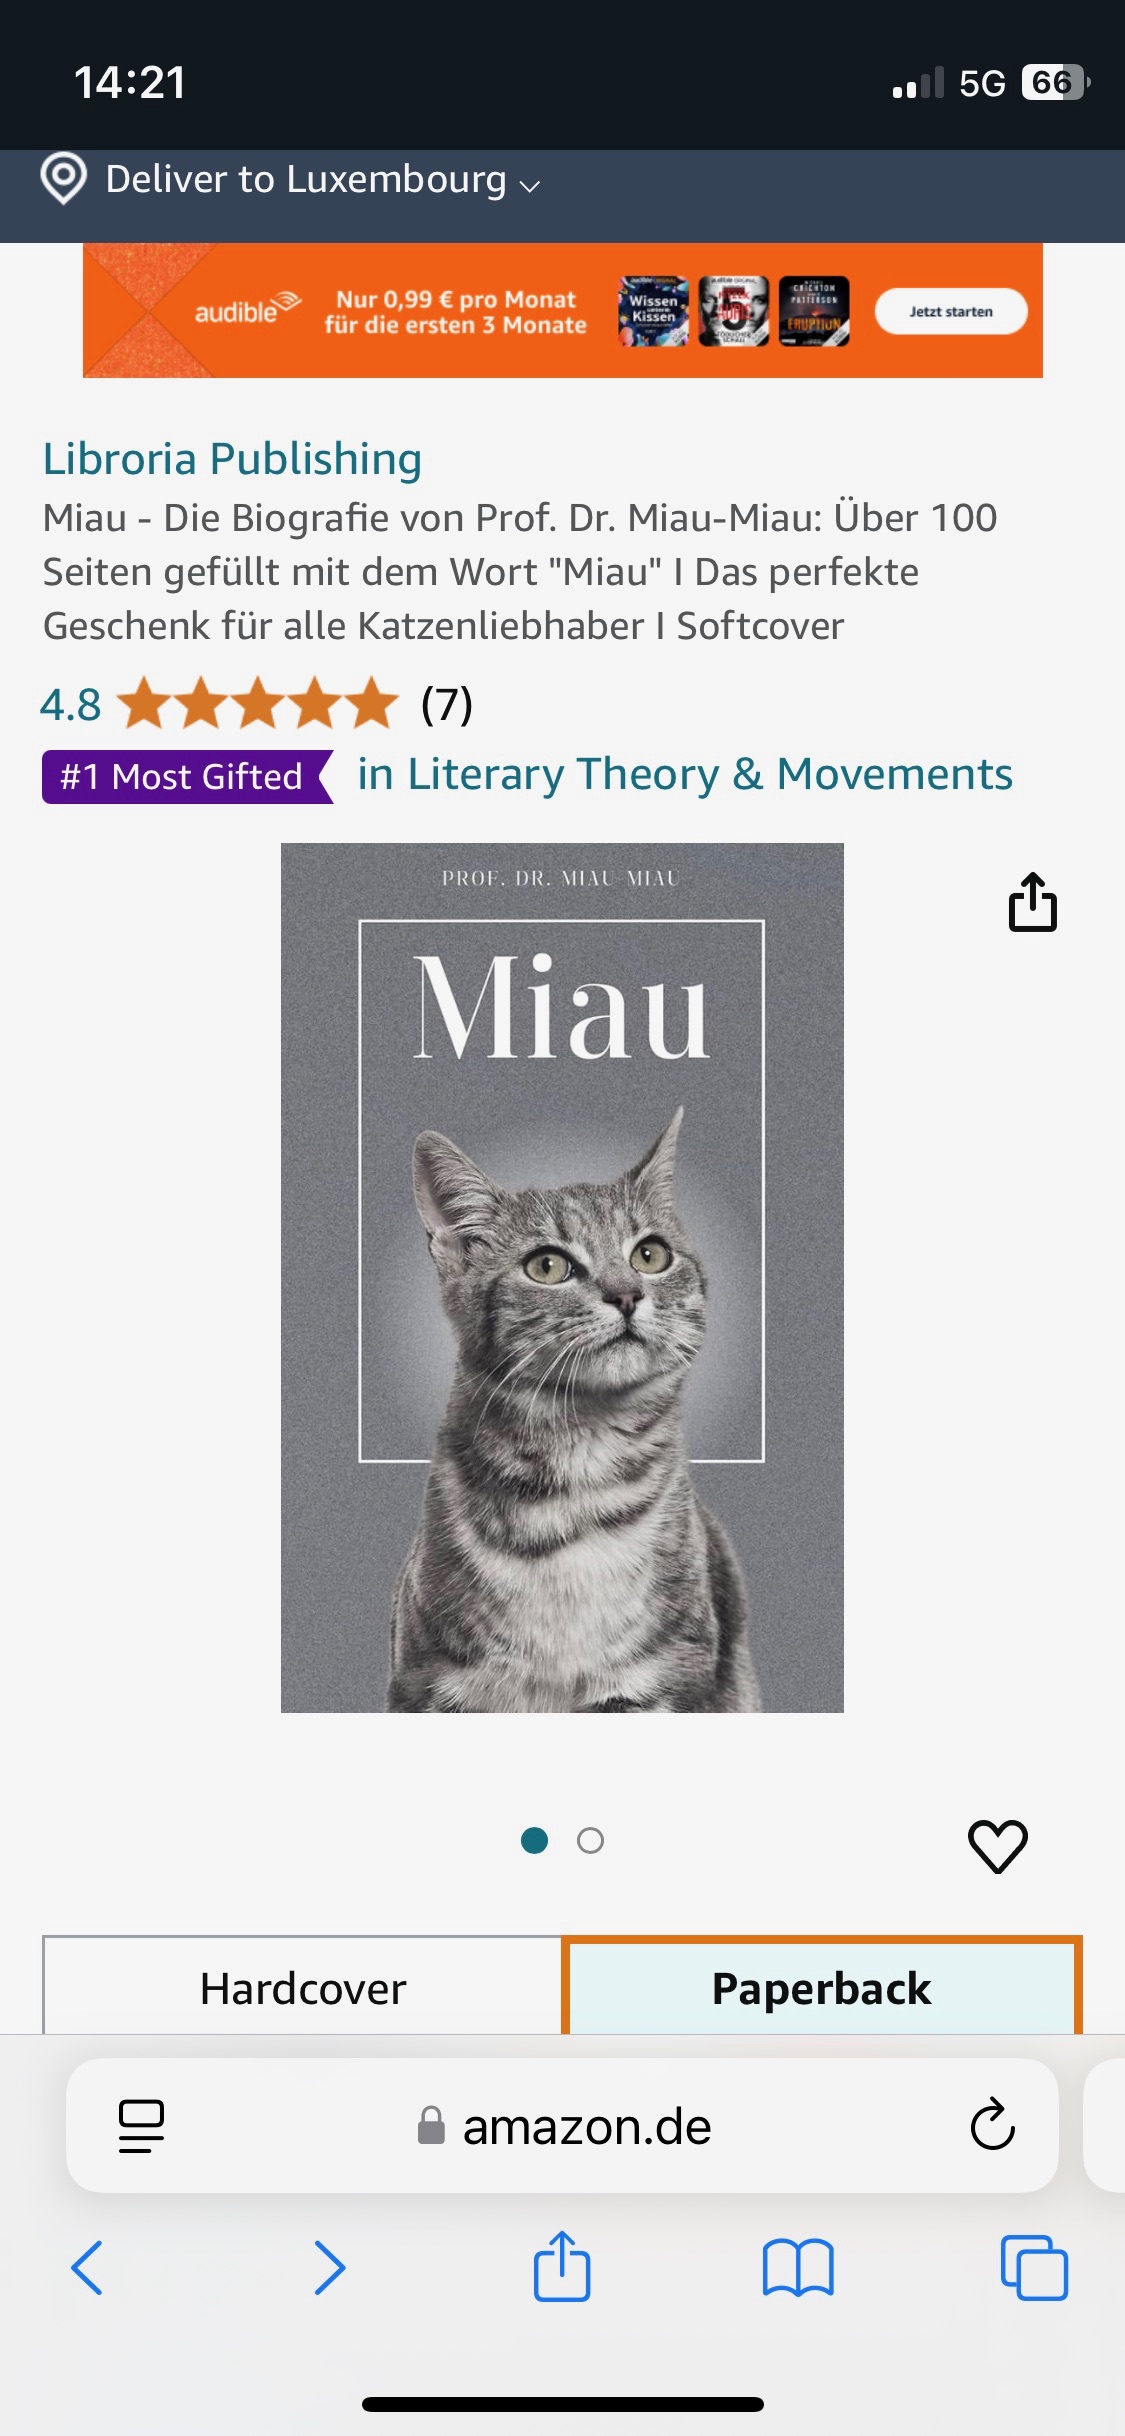 14:21
5G 66
Deliver to Luxembourg
audible
Nur 0,99 € pro Monat
für die ersten 3 Monate
Wissen
Kissen
CRICHTON
PATTERSON
ERUPTION
Jetzt starten
Libroria Publishing
Miau - Die Biografie von Prof. Dr. Miau-Miau: Über 100
Seiten gefüllt mit dem Wort "Miau" I Das perfekte
Geschenk für alle Katzenliebhaber I Softcover
4.8 (7)
#1 Most Gifted in Literary Theory & Movements
PROF. DR. MIAU-MIAU
Miau
Hardcover
Paperback
amazon.de